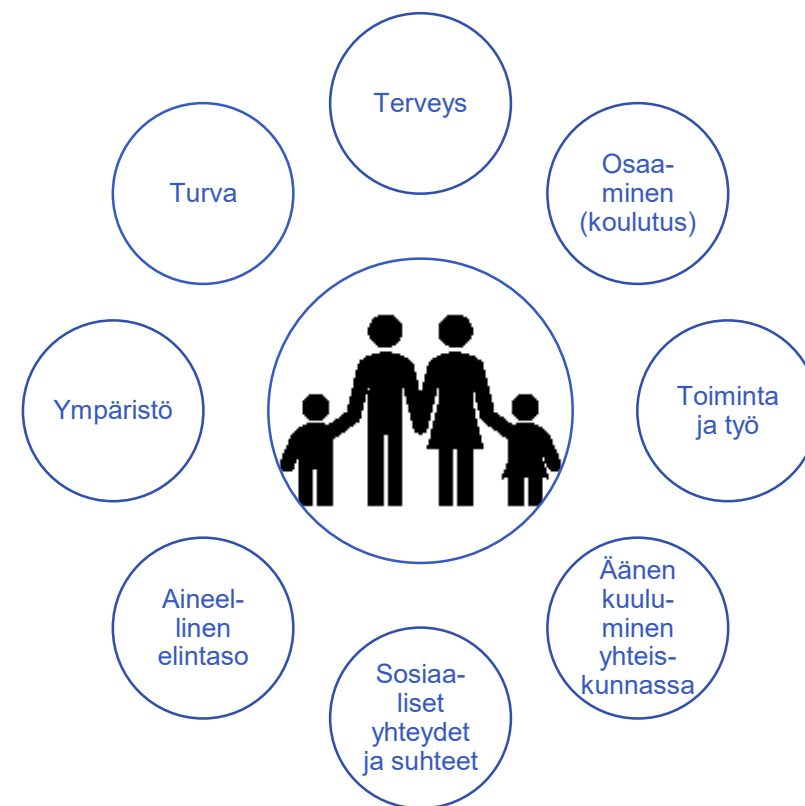 Terveys
Osaa-
minen
(koulutus)
Toiminta
ja työ
Äänen
kuulu-
minen
yhteis-
kunnassa
Sosiaa-
liset
yhteydet
ja suhteet
Aineel-
linen
elintaso
Ympäristö
Turva